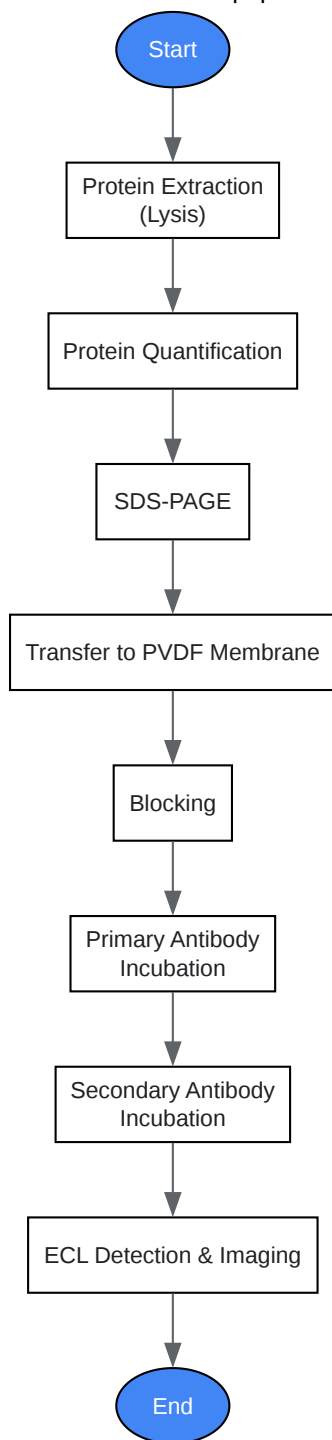 Start
Protein Extraction
(Lysis)
Protein Quantification
SDS-PAGE
Transfer to PVDF Membrane
Blocking
Primary Antibody
Incubation
Secondary Antibody
Incubation
ECL Detection & Imaging
End